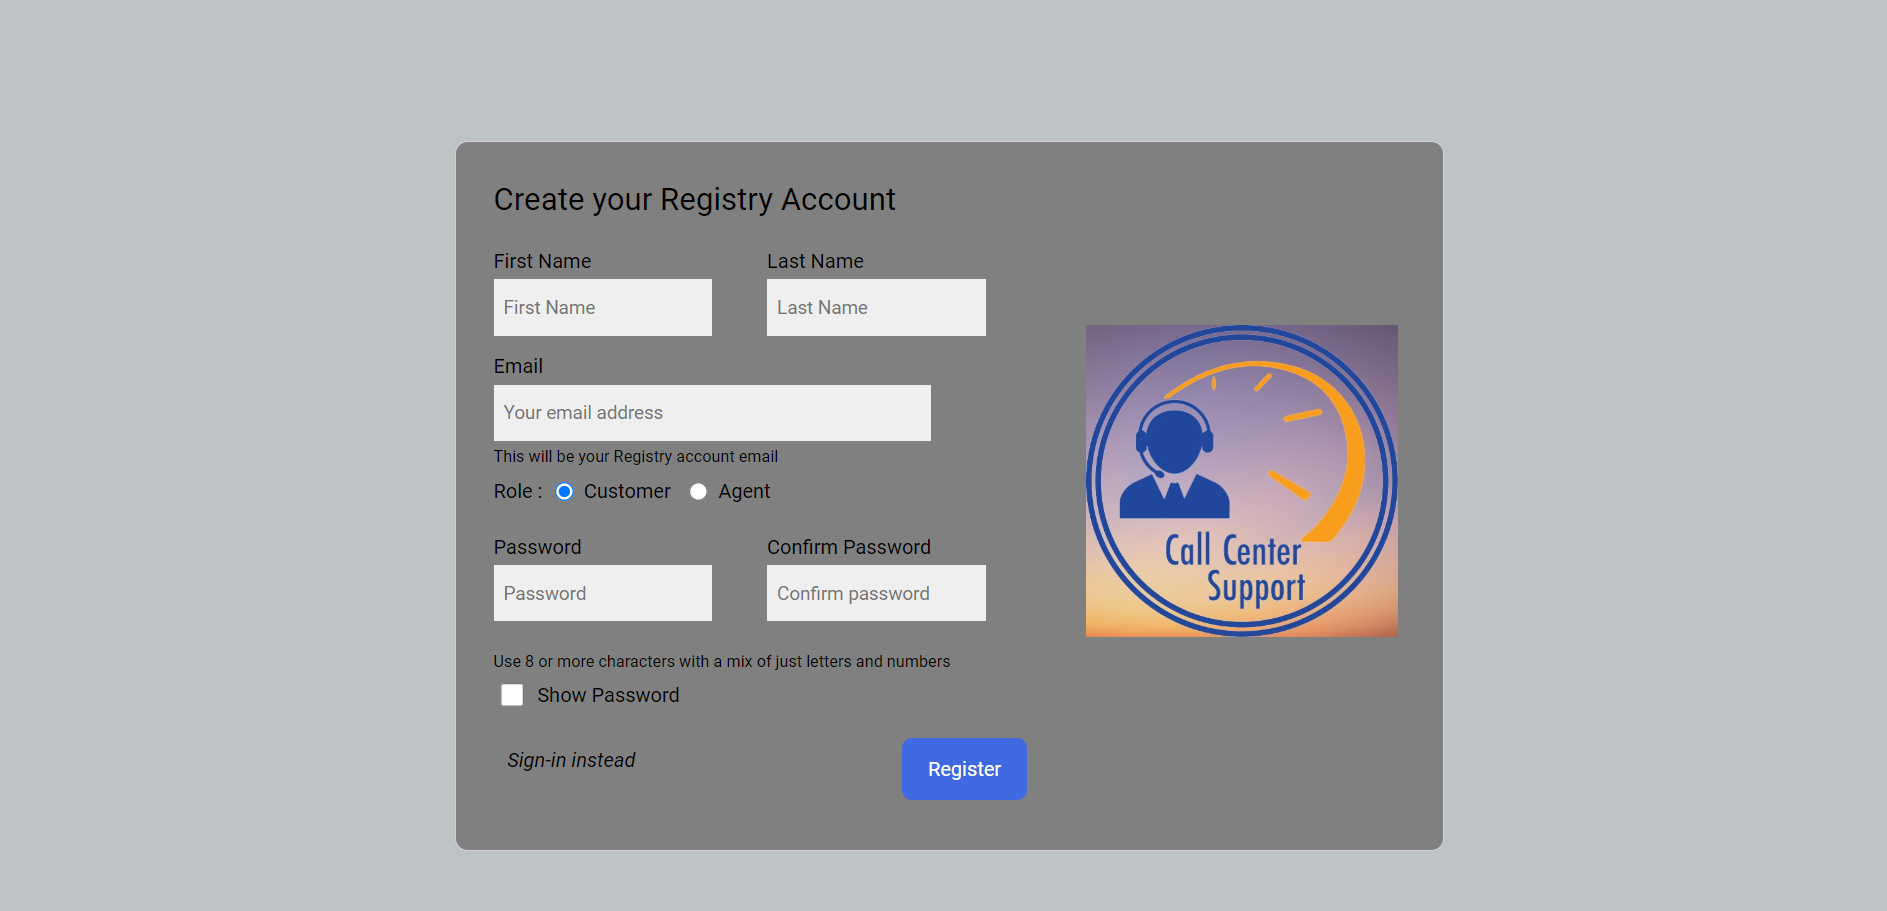 Create your Registry Account
First Name
Last Name
First Name
Last Name
Email
Your email address
This will be your Registry account email
Role : Customer Agent
Password
Confirm Password
Password
Confirm password
Use 8 or more characters with a mix of just letters and numbers
Show Password
Sign-in instead
Register
Call Center
Support